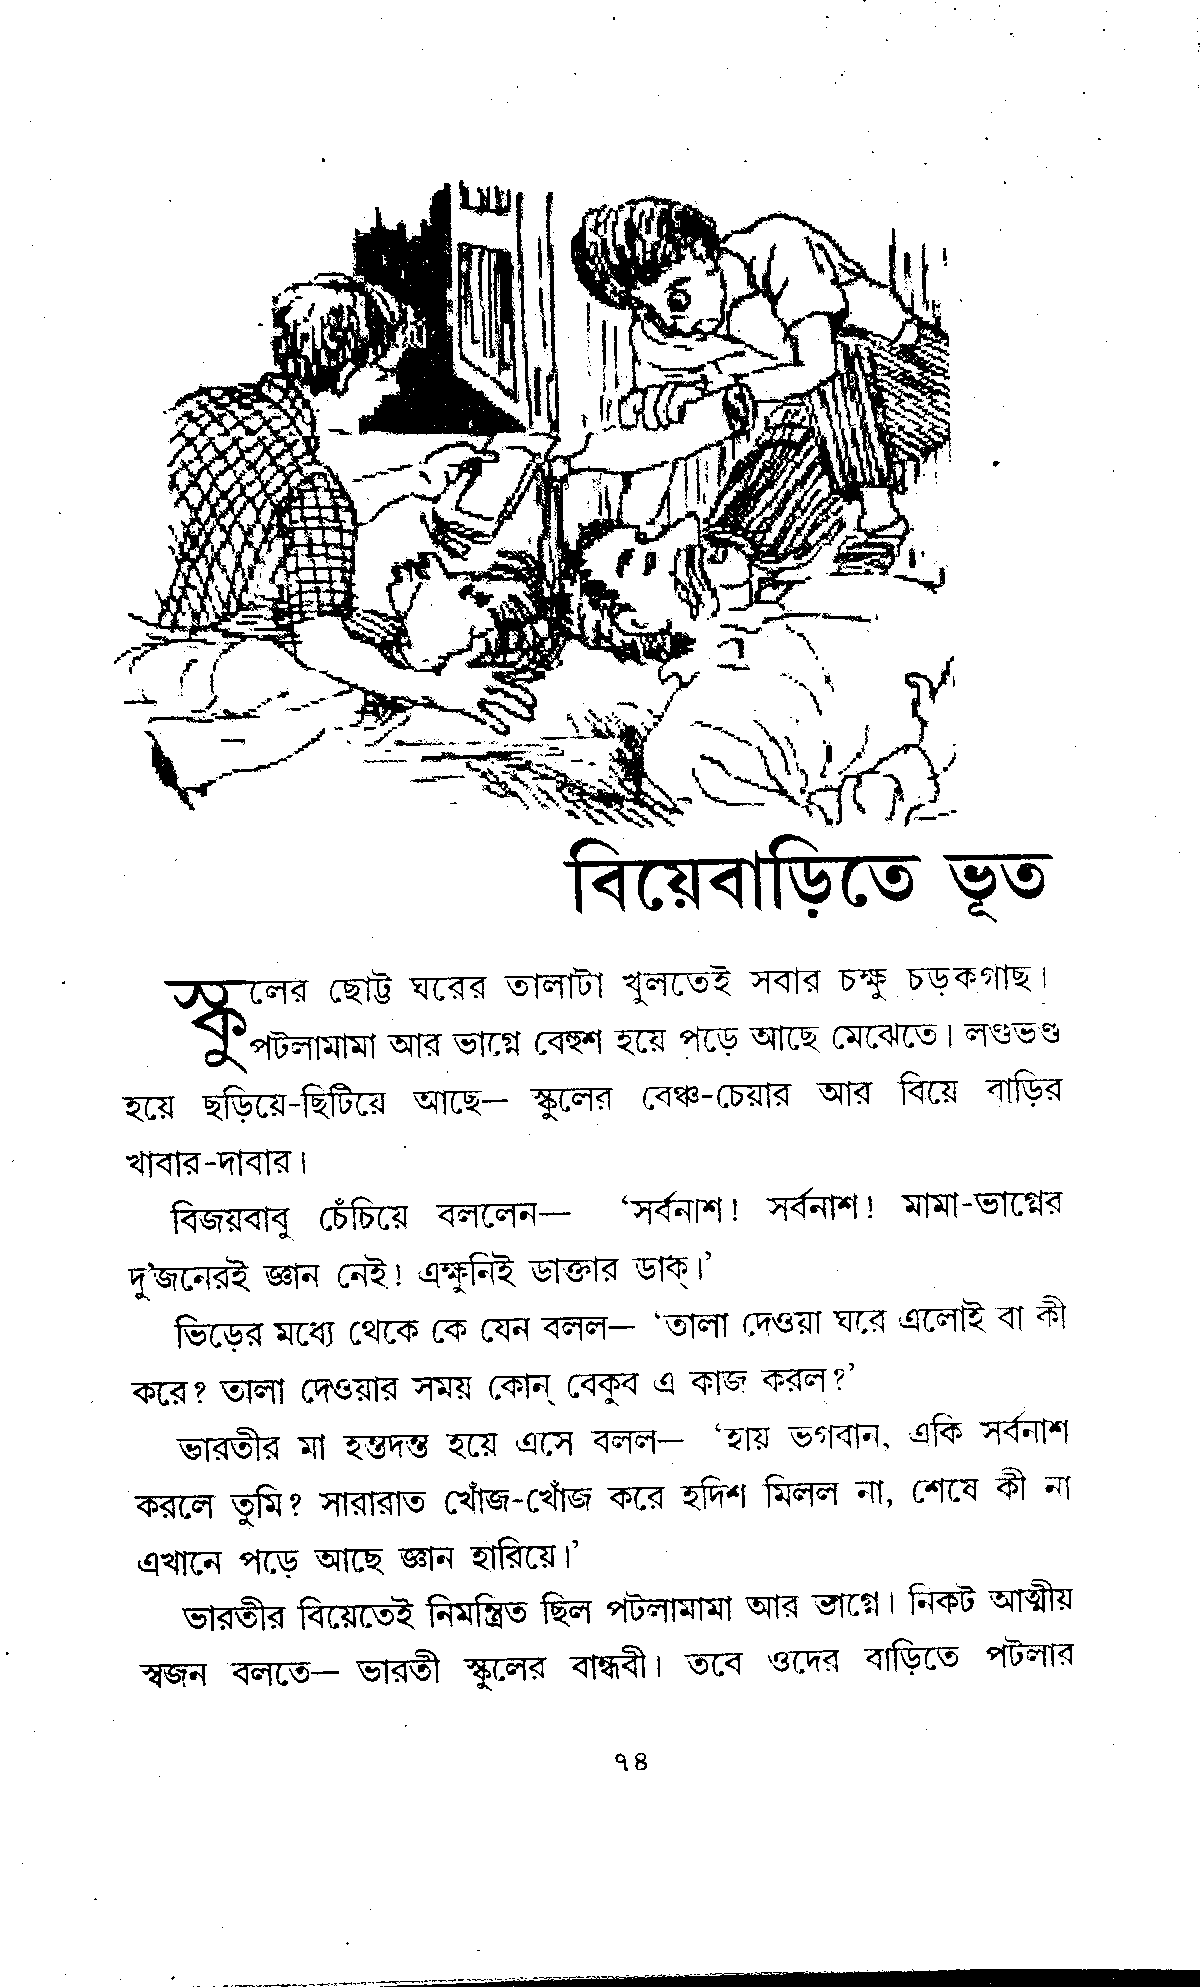 বিয়েবাড়িতে ভূত
স্কুলের ছোট্ট ঘরের তালাটা খুলতেই সবার চক্ষু চড়কগাছ।
পটলামামা আর ভাগ্নে বেহুশ হয়ে পড়ে আছে মেঝেতে। লণ্ডভণ্ড
হয়ে ছড়িয়ে-ছিটিয়ে আছে— স্কুলের বেঞ্চ-চেয়ার আর বিয়ে বাড়ির
খাবার-দাবার।
বিজয়বাবু চেঁচিয়ে বললেন— ‘সর্বনাশ! সর্বনাশ! মামা-ভাগ্নের
দু’জনেরই জ্ঞান নেই! এক্ষুনিই ডাক্তার ডাক্।’
ভিড়ের মধ্যে থেকে কে যেন বলল— ‘তালা দেওয়া ঘরে এলোই বা কী
করে? তালা দেওয়ার সময় কোন্ বেকুব এ কাজ করল?’
ভারতীর মা হন্তদন্ত হয়ে এসে বলল— ‘হায় ভগবান, একি সর্বনাশ
করলে তুমি? সারারাত খোঁজ-খোঁজ করে হদিশ মিলল না, শেষে কী না
এখানে পড়ে আছে জ্ঞান হারিয়ে।’
ভারতীর বিয়েতেই নিমন্ত্রিত ছিল পটলামামা আর ভাগ্নে। নিকট আত্মীয়
স্বজন বলতে— ভারতী স্কুলের বান্ধবী। তবে ওদের বাড়িতে পটলার
৭৪